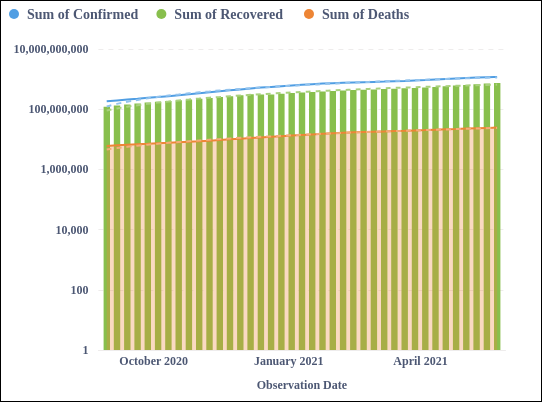 Sum of Confirmed Sum of Recovered Sum of Deaths
10,000,000,000
100,000,000
1,000,000
10,000
100
1
October 2020 January 2021 April 2021
Observation Date